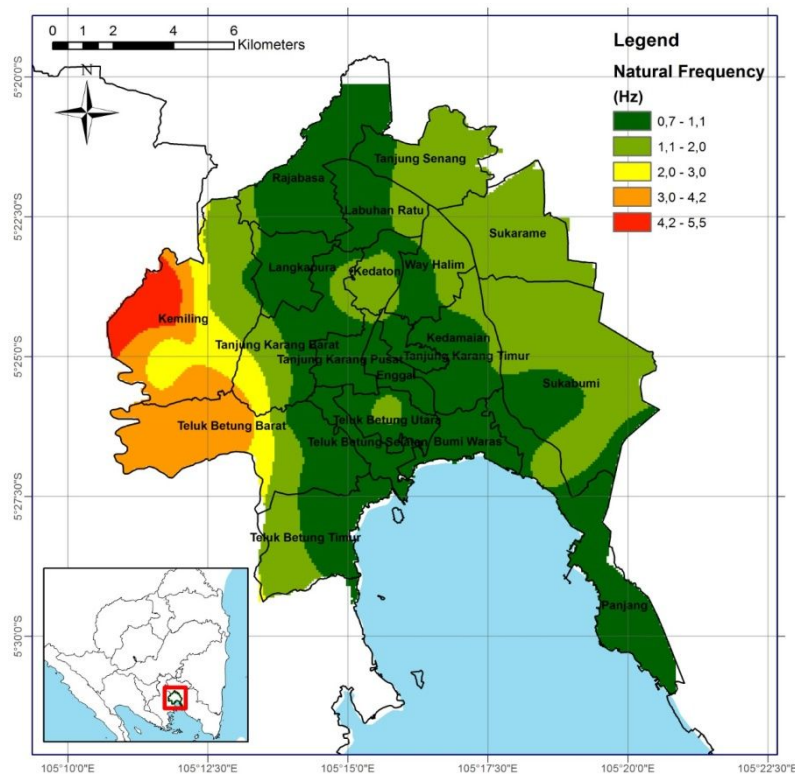 0 1 2 4 6
Kilometers
N
Legend
Natural Frequency
(Hz)
0,7 - 1,1
1,1 - 2,0
2,0 - 3,0
3,0 - 4,2
4,2 - 5,5
5°20'0"S
5°22'30"S
5°25'0"S
5°27'30"S
5°30'0"S
Tanjung Senang
Rajabasa
Labuhan Ratu
Sukarame
Langkapura
Kedaton
Way Halim
Kemiling
Kedamaian
Tanjung Karang Barat
Tanjung Karang Pusat
Tanjung Karang Timur
Enggal
Sukabumi
Teluk Betung Barat
Teluk Betung Utara
Teluk Betung Selatan
Bumi Waras
Teluk Betung Timur
Panjang
105°10'0"E
105°12'30"E
105°15'0"E
105°17'30"E
105°20'0"E
105°22'30"E